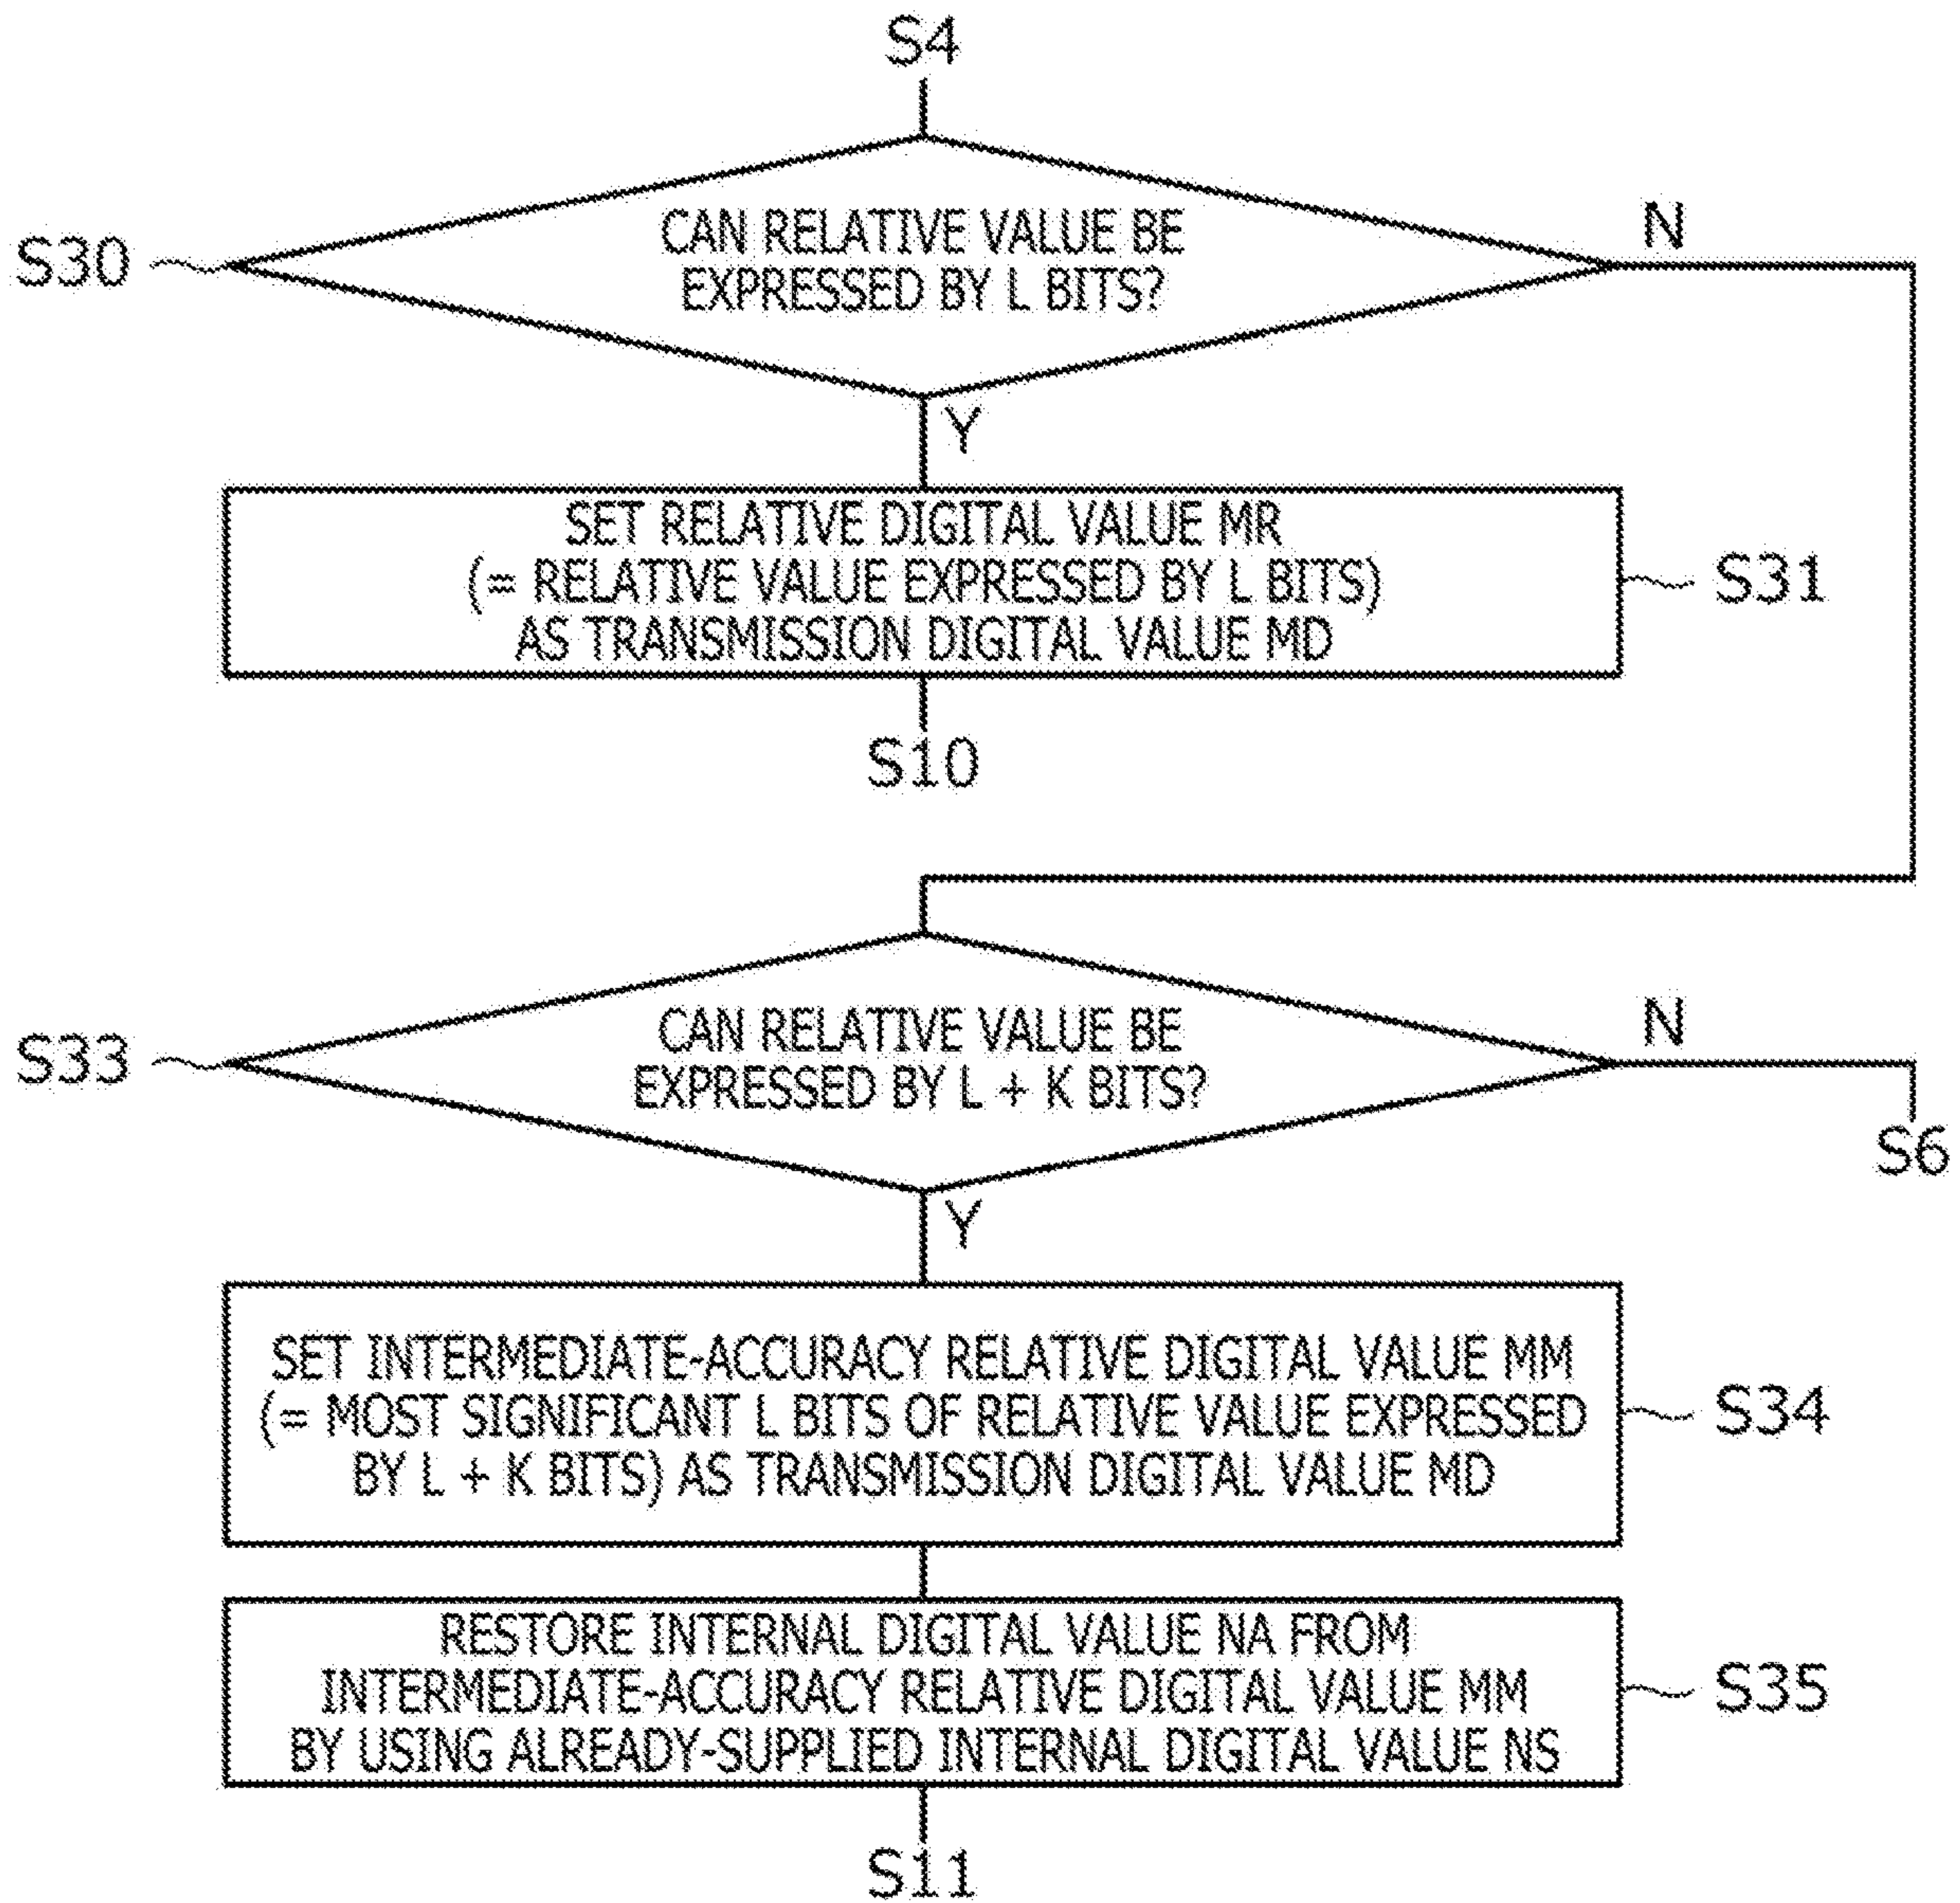 S4
CAN RELATIVE VALUE BE
EXPRESSED BY L BITS?
N
S30
Y
SET RELATIVE DIGITAL VALUE MR
(= RELATIVE VALUE EXPRESSED BY L BITS)
AS TRANSMISSION DIGITAL VALUE MD
S31
S10
CAN RELATIVE VALUE BE
EXPRESSED BY L + K BITS?
N
S33
S6
Y
SET INTERMEDIATE-ACCURACY RELATIVE DIGITAL VALUE MM
(= MOST SIGNIFICANT L BITS OF RELATIVE VALUE EXPRESSED
BY L + K BITS) AS TRANSMISSION DIGITAL VALUE MD
S34
RESTORE INTERNAL DIGITAL VALUE NA FROM
INTERMEDIATE-ACCURACY RELATIVE DIGITAL VALUE MM
BY USING ALREADY-SUPPLIED INTERNAL DIGITAL VALUE NS
S35
S11